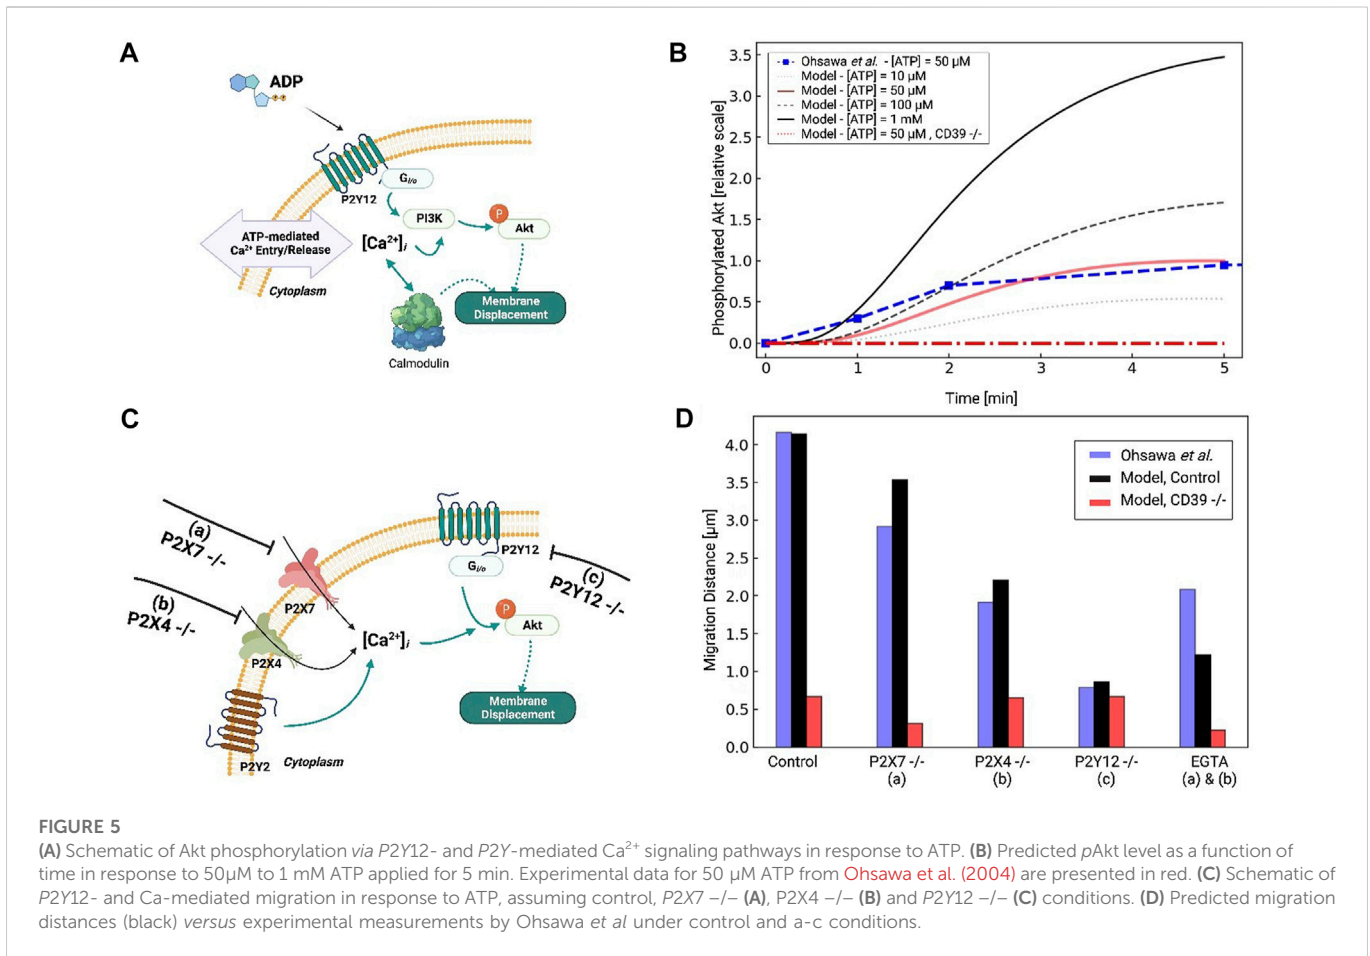 A
ADP
P2Y12
Gi/o
PI3K
P
Akt
ATP-mediated
Ca²⁺ Entry/Release
[Ca²⁺]i
Cytoplasm
Membrane
Displacement
Calmodulin
B
Phosphorylated Akt [relative scale]
3.5
3.0
2.5
2.0
1.5
1.0
0.5
0.0
Ohsawa et al. - [ATP] = 50 μM
Model - [ATP] = 10 μM
Model - [ATP] = 50 μM
Model - [ATP] = 100 μM
Model - [ATP] = 1 mM
Model - [ATP] = 50 μM , CD39 -/-
0 1 2 3 4 5
Time [min]
C
(a)
P2X7 -/-
(b)
P2X4 -/-
P2X7
P2X4
P2Y2
[Ca²⁺]i
Cytoplasm
P2Y12
Gi/o
(c)
P2Y12 -/-
P
Akt
Membrane
Displacement
D
Migration Distance [μm]
4.0
3.5
3.0
2.5
2.0
1.5
1.0
0.5
0.0
Ohsawa et al.
Model, Control
Model, CD39 -/-
Control P2X7 -/- P2X4 -/- P2Y12 -/- EGTA
(a) (b) (c) (a) & (b)
FIGURE 5
(A) Schematic of Akt phosphorylation via P2Y12- and P2Y-mediated Ca²⁺ signaling pathways in response to ATP. (B) Predicted pAkt level as a function of
time in response to 50μM to 1 mM ATP applied for 5 min. Experimental data for 50 μM ATP from Ohsawa et al. (2004) are presented in red. (C) Schematic of
P2Y12- and Ca-mediated migration in response to ATP, assuming control, P2X7 −/− (A), P2X4 −/− (B) and P2Y12 −/− (C) conditions. (D) Predicted migration
distances (black) versus experimental measurements by Ohsawa et al under control and a-c conditions.